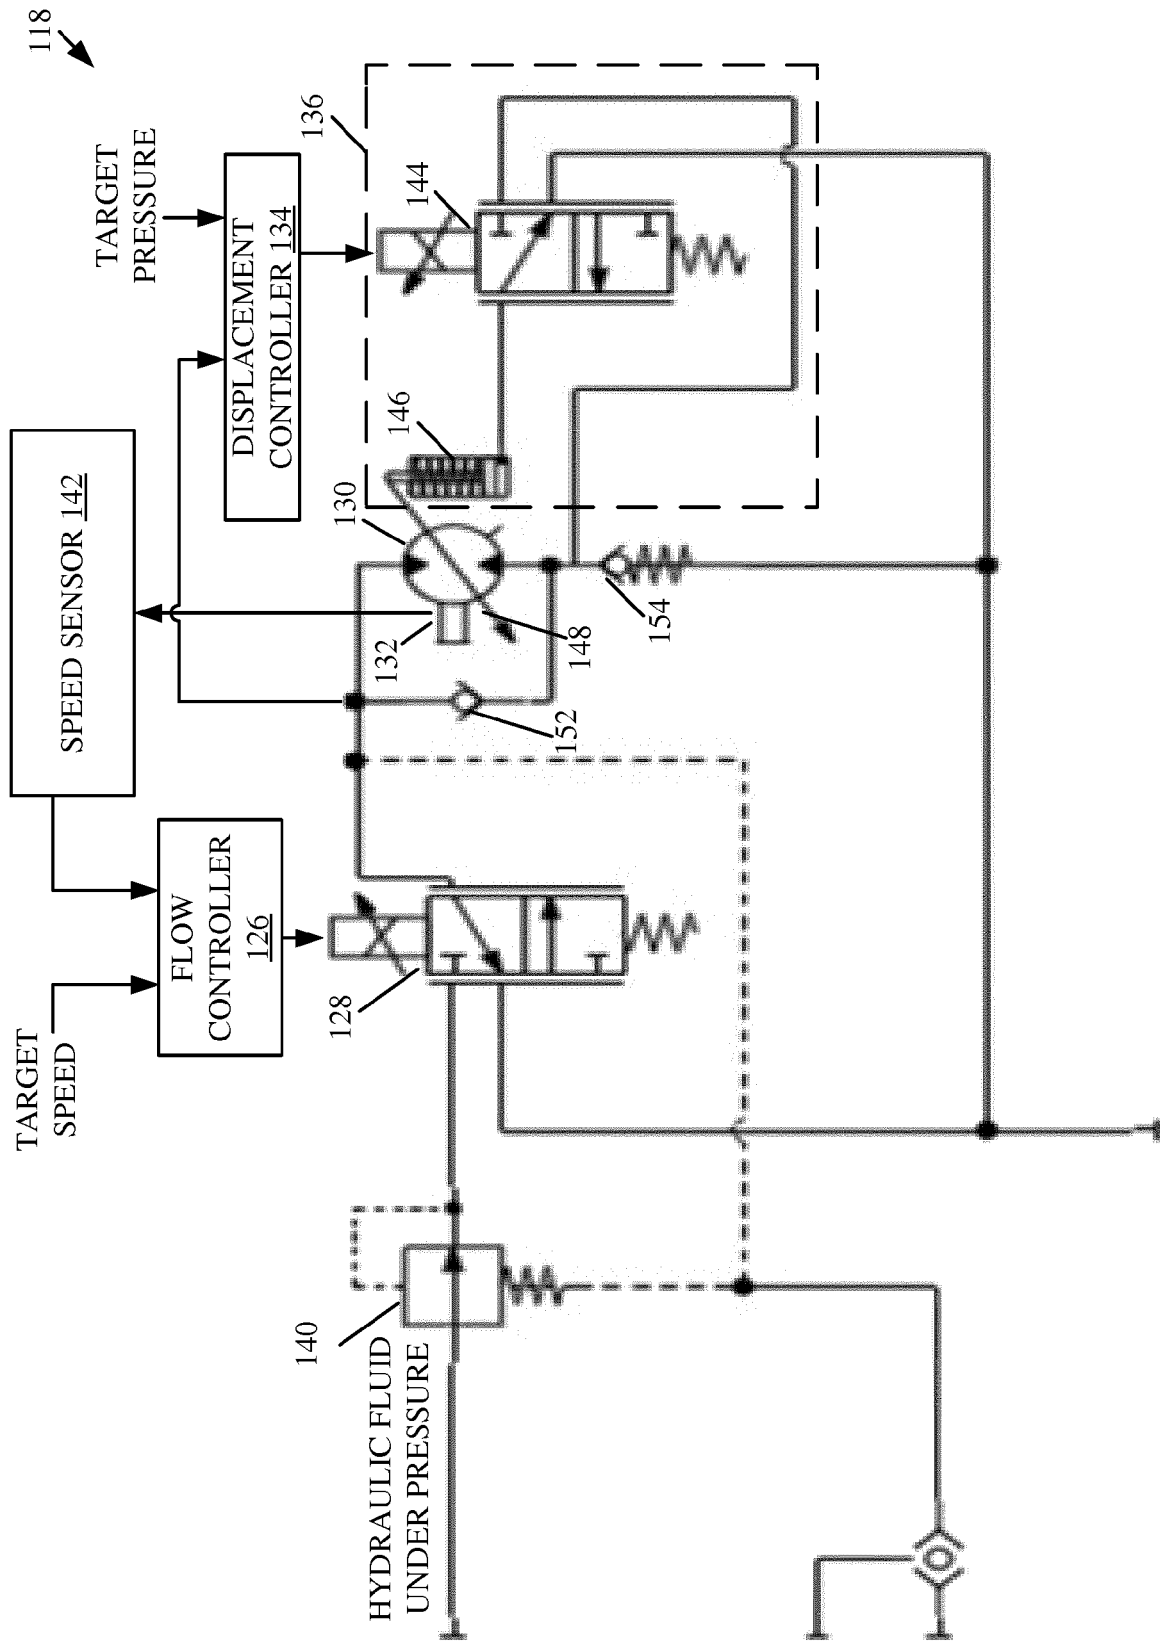 118
TARGET
PRESSURE
136
DISPLACEMENT
CONTROLLER 134
144
146
SPEED SENSOR 142
130
132
148
154
152
FLOW
CONTROLLER
126
TARGET
SPEED
128
140
HYDRAULIC FLUID
UNDER PRESSURE